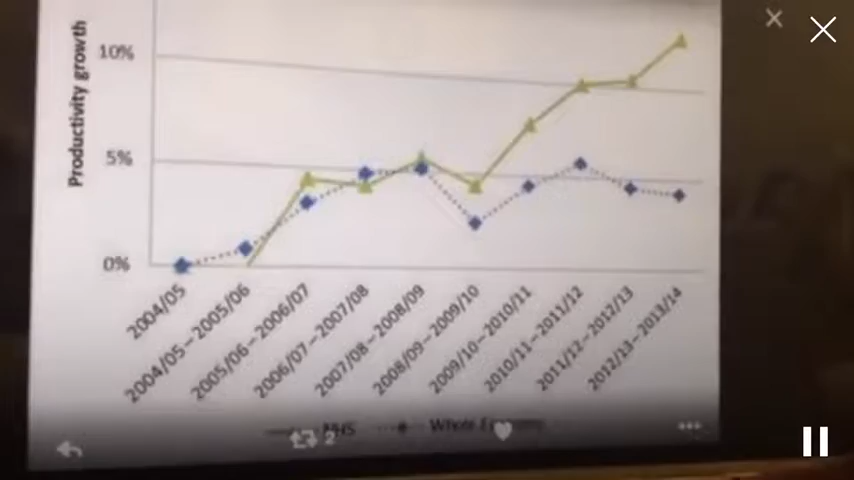 Productivity growth
10%
5%
0%
2004/05
2004/05 – 2005/06
2005/06 – 2006/07
2006/07 – 2007/08
2007/08 – 2008/09
2008/09 – 2009/10
2009/10 – 2010/11
2010/11 – 2011/12
2011/12 – 2012/13
2012/13 – 2013/14
NHS Whole Economy
2